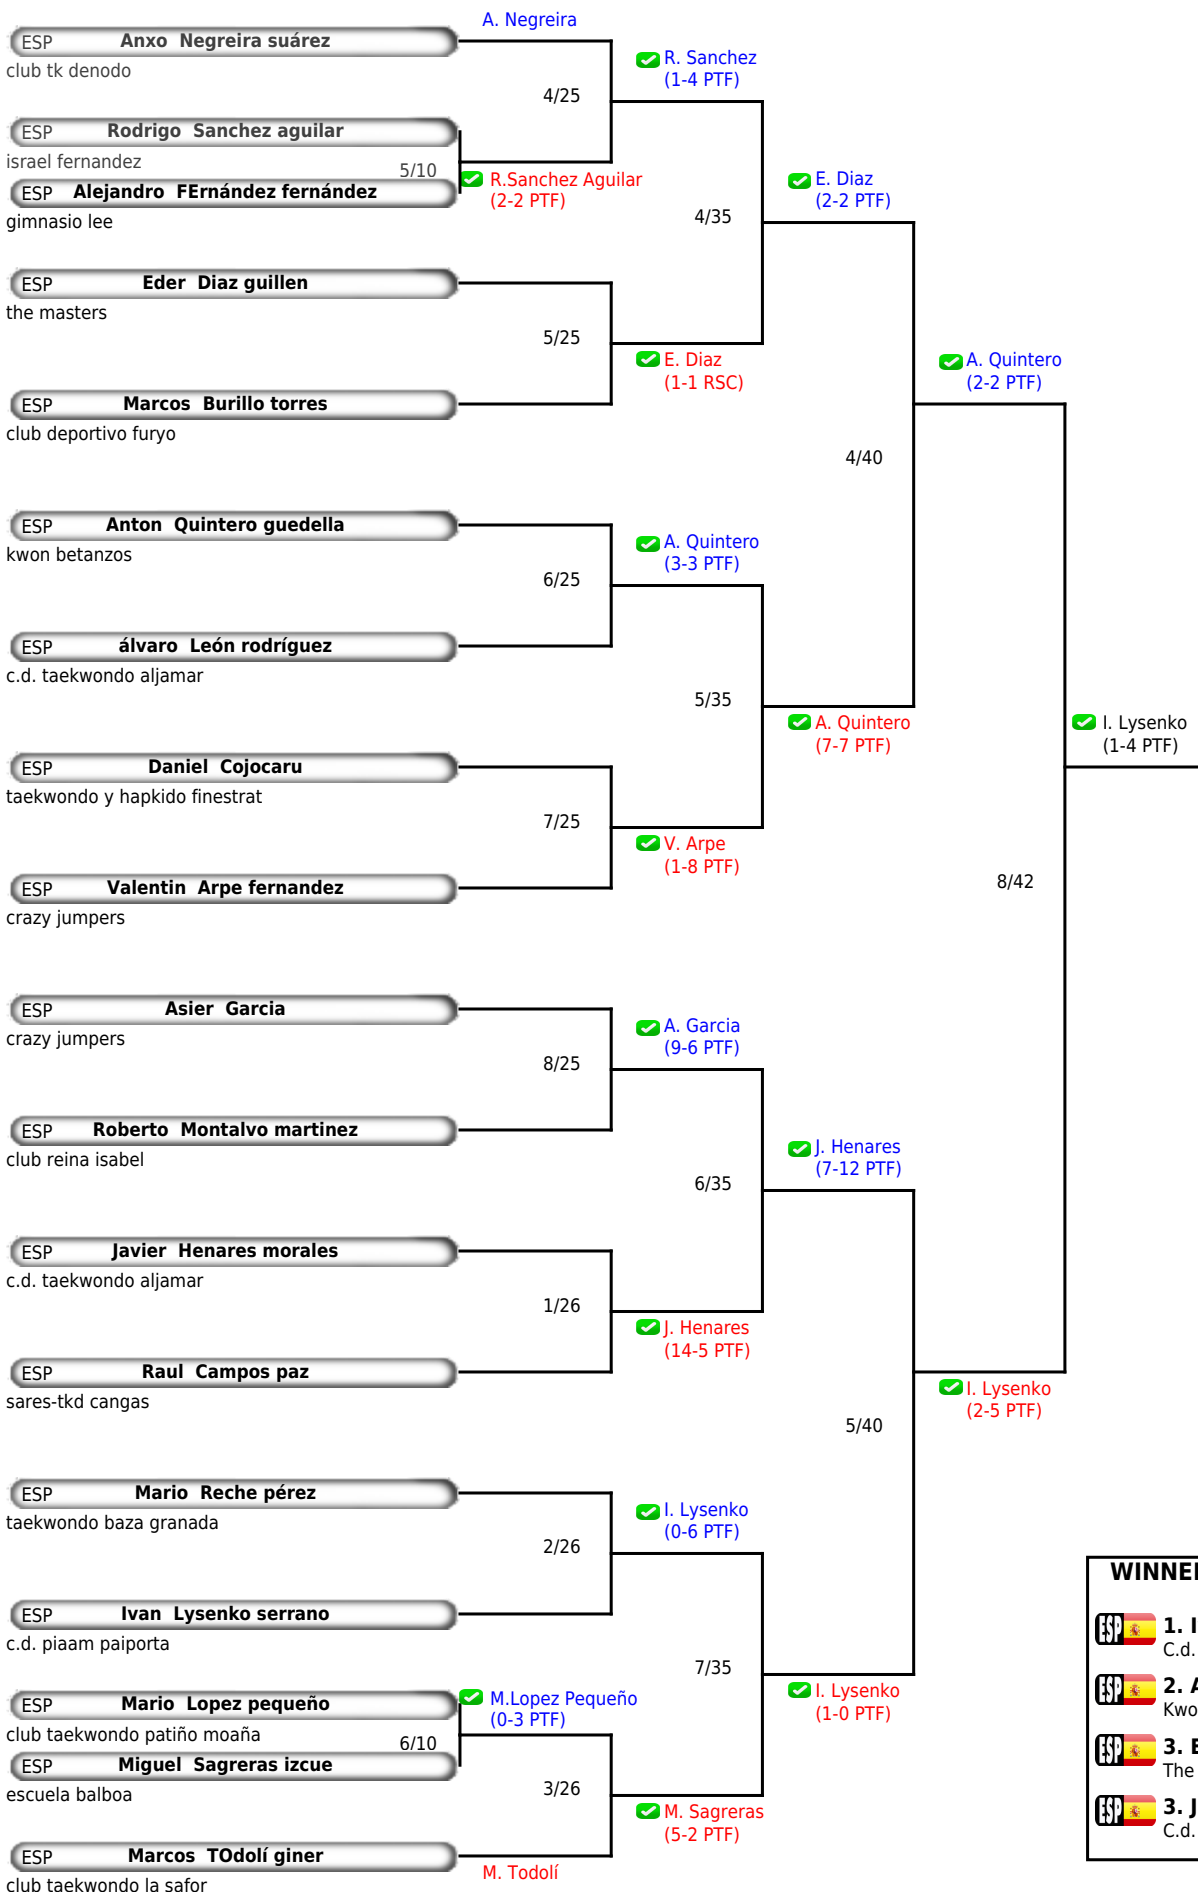 A. Negreira
ESP Anxo Negreira suárez
club tk denodo
R. Sanchez
(1-4 PTF)
4/25
ESP Rodrigo Sanchez aguilar
israel fernandez
5/10
R.Sanchez Aguilar
(2-2 PTF)
ESP Alejandro FErnández fernández
gimnasio lee
E. Diaz
(2-2 PTF)
4/35
ESP Eder Diaz guillen
the masters
5/25
E. Diaz
(1-1 RSC)
A. Quintero
(2-2 PTF)
ESP Marcos Burillo torres
club deportivo furyo
4/40
ESP Anton Quintero guedella
kwon betanzos
A. Quintero
(3-3 PTF)
6/25
ESP álvaro León rodríguez
c.d. taekwondo aljamar
5/35
A. Quintero
(7-7 PTF)
I. Lysenko
(1-4 PTF)
ESP Daniel Cojocaru
taekwondo y hapkido finestrat
7/25
V. Arpe
(1-8 PTF)
ESP Valentin Arpe fernandez
crazy jumpers
8/42
ESP Asier Garcia
crazy jumpers
A. Garcia
(9-6 PTF)
8/25
ESP Roberto Montalvo martinez
club reina isabel
J. Henares
(7-12 PTF)
6/35
ESP Javier Henares morales
c.d. taekwondo aljamar
1/26
J. Henares
(14-5 PTF)
ESP Raul Campos paz
sares-tkd cangas
I. Lysenko
(2-5 PTF)
5/40
ESP Mario Reche pérez
taekwondo baza granada
I. Lysenko
(0-6 PTF)
2/26
ESP Ivan Lysenko serrano
c.d. piaam paiporta
7/35
I. Lysenko
(1-0 PTF)
ESP Mario Lopez pequeño
club taekwondo patiño moaña
M.Lopez Pequeño
(0-3 PTF)
6/10
ESP Miguel Sagreras izcue
escuela balboa
3/26
M. Sagreras
(5-2 PTF)
ESP Marcos TOdolí giner
club taekwondo la safor
M. Todolí
WINNE
ESP 1. I
C.d.
ESP 2. A
Kwo
ESP 3. E
The
ESP 3. J
C.d.